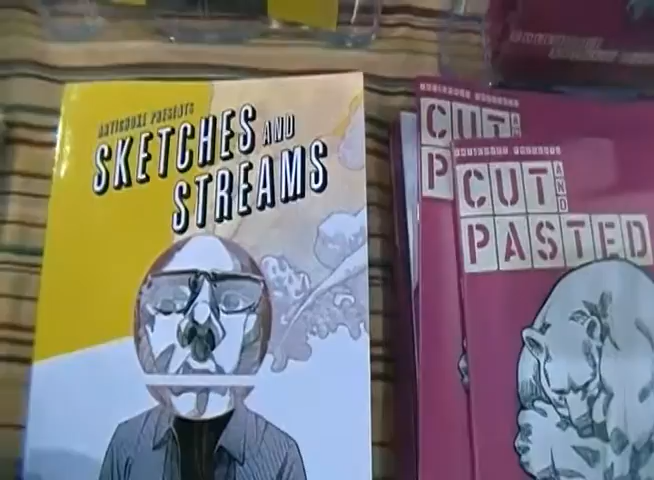 ARTICHOKE PRESENTS
SKETCHES AND
STREAMS
CUT
P
CUT AND
PASTED